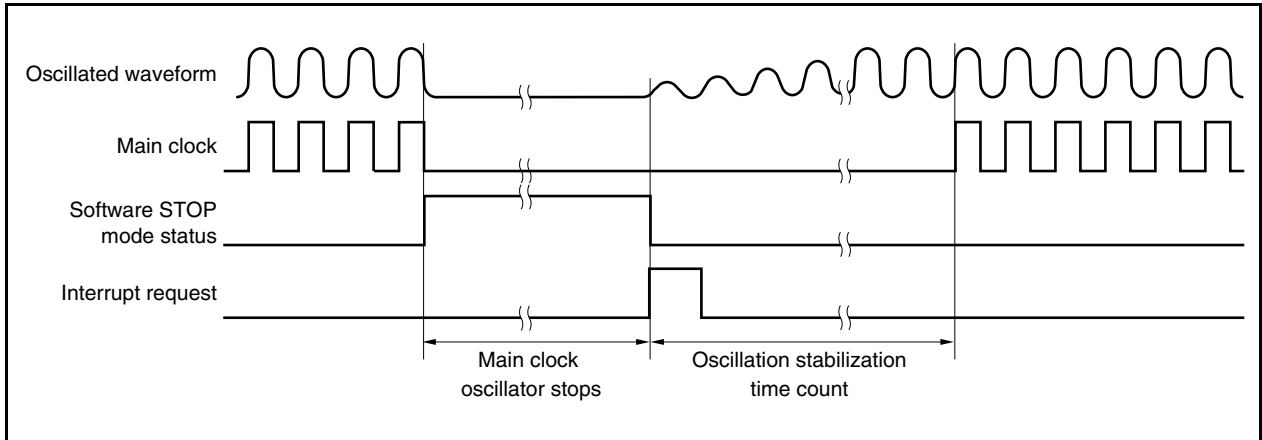 Oscillated waveform
Main clock
Software STOP
mode status
Interrupt request
Main clock
oscillator stops
Oscillation stabilization
time count